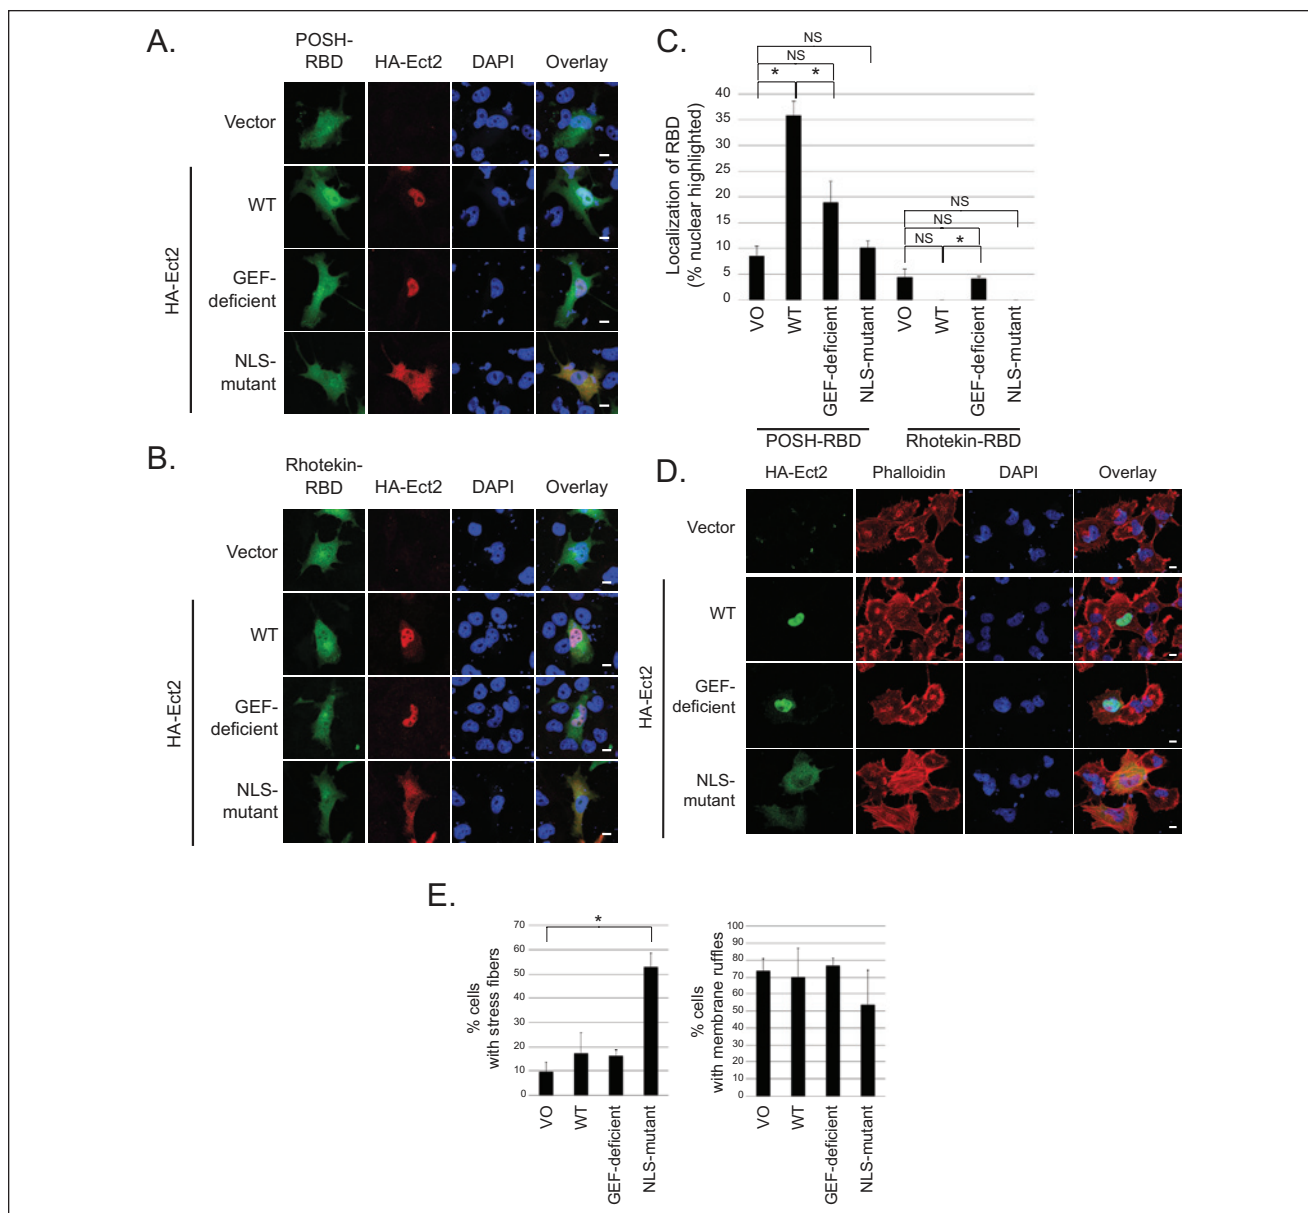 A.
POSH-
RBD
HA-Ect2
DAPI
Overlay
Vector
WT
GEF-
deficient
NLS-
mutant
HA-Ect2
B.
Rhotekin-
RBD
HA-Ect2
DAPI
Overlay
Vector
WT
GEF-
deficient
NLS-
mutant
HA-Ect2
C.
NS
NS
* *
NS
NS
NS *
Localization of RBD
(% nuclear highlighted)
40
35
30
25
20
15
10
5
0
VO
WT
GEF-deficient
NLS-mutant
VO
WT
GEF-deficient
NLS-mutant
POSH-RBD
Rhotekin-RBD
D.
HA-Ect2
Phalloidin
DAPI
Overlay
Vector
WT
GEF-
deficient
NLS-
mutant
HA-Ect2
E.
*
% cells
with stress fibers
70
60
50
40
30
20
10
0
VO
WT
GEF-deficient
NLS-mutant
% cells
with membrane ruffles
100
90
80
70
60
50
40
30
20
10
0
VO
WT
GEF-deficient
NLS-mutant